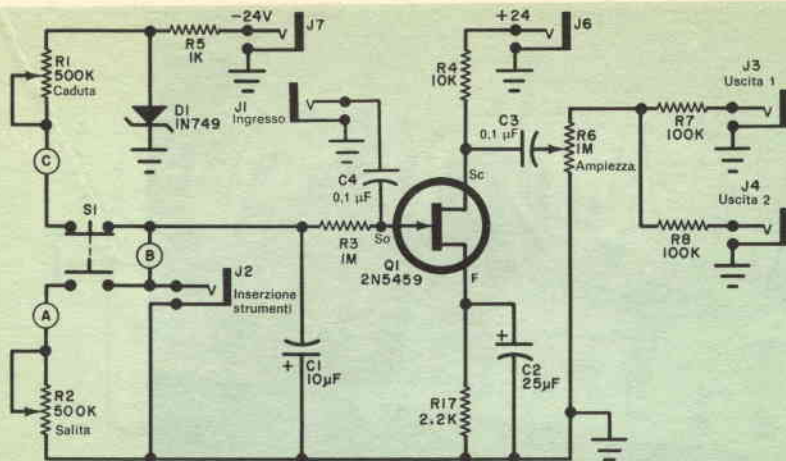 R1
500K
Caduta
R5
1K
-24V
V
J7
D1
IN749
J1
Ingresso
V
+24
V
J6
R4
10K
C3
0,1 µF
R6
1M
Ampiezza
R7
100K
J3
Uscita 1
V
J4
Uscita 2
V
R8
100K
C
S1
B
C4
0,1 µF
R3
1M
So
Sc
F
Q1
2N5459
V
J2
Inserzione
strumenti
A
R2
500K
Salita
+
C1
10µF
+
C2
25µF
R17
2.2K